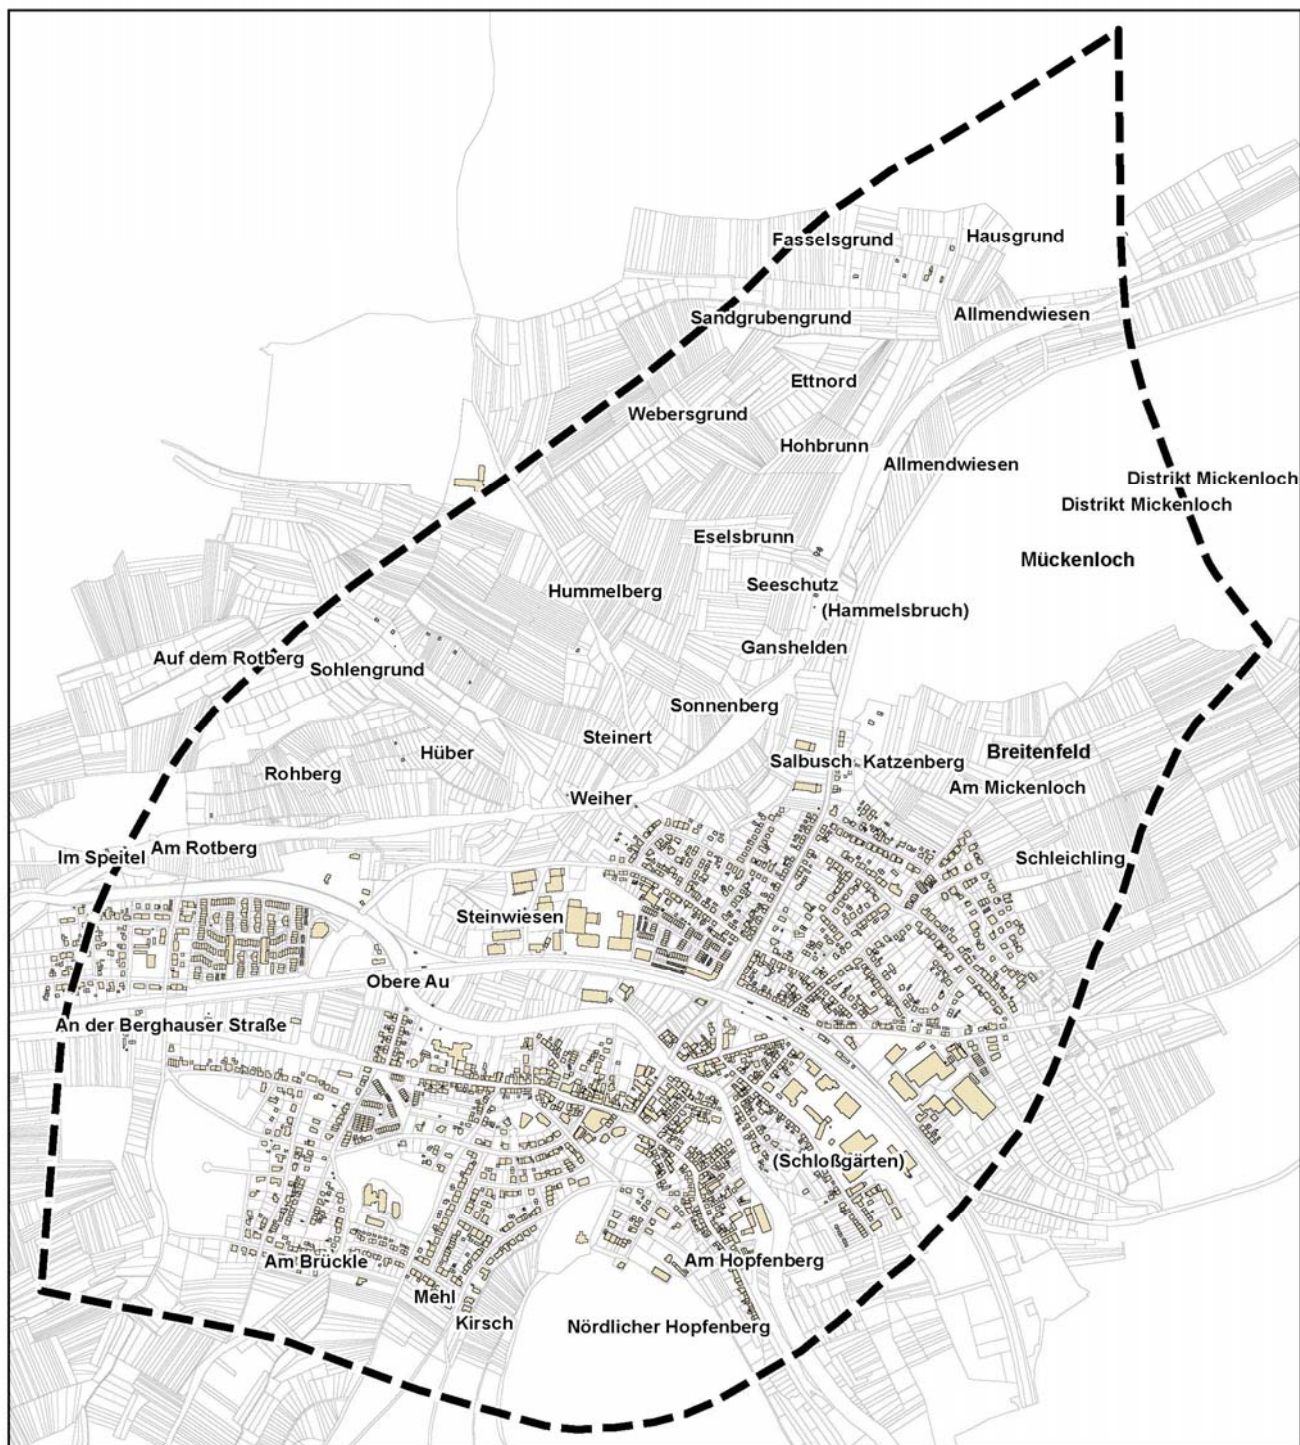 Fasselsgrund
Hausgrund
Sandgrubengrund
Allmendwiesen
Ettnord
Webersgrund
Hohbrunn
Allmendwiesen
Distrikt Mickenloch
Distrikt Mickenloch
Eselsbrunn
Mückenloch
Seeschutz
Hummelberg
(Hammelsbruch)
Ganshelden
Auf dem Rotberg
Sohlengrund
Sonnenberg
Steinert
Hüber
Breitenfeld
Salbusch
Katzenberg
Rohberg
Am Mickenloch
Weiher
Am Rotberg
Im Speitel
Schleichling
Steinwiesen
Obere Au
An der Berghauser Straße
(Schloßgärten)
Am Brückle
Am Hopfenberg
Mehl
Kirsch
Nördlicher Hopfenberg